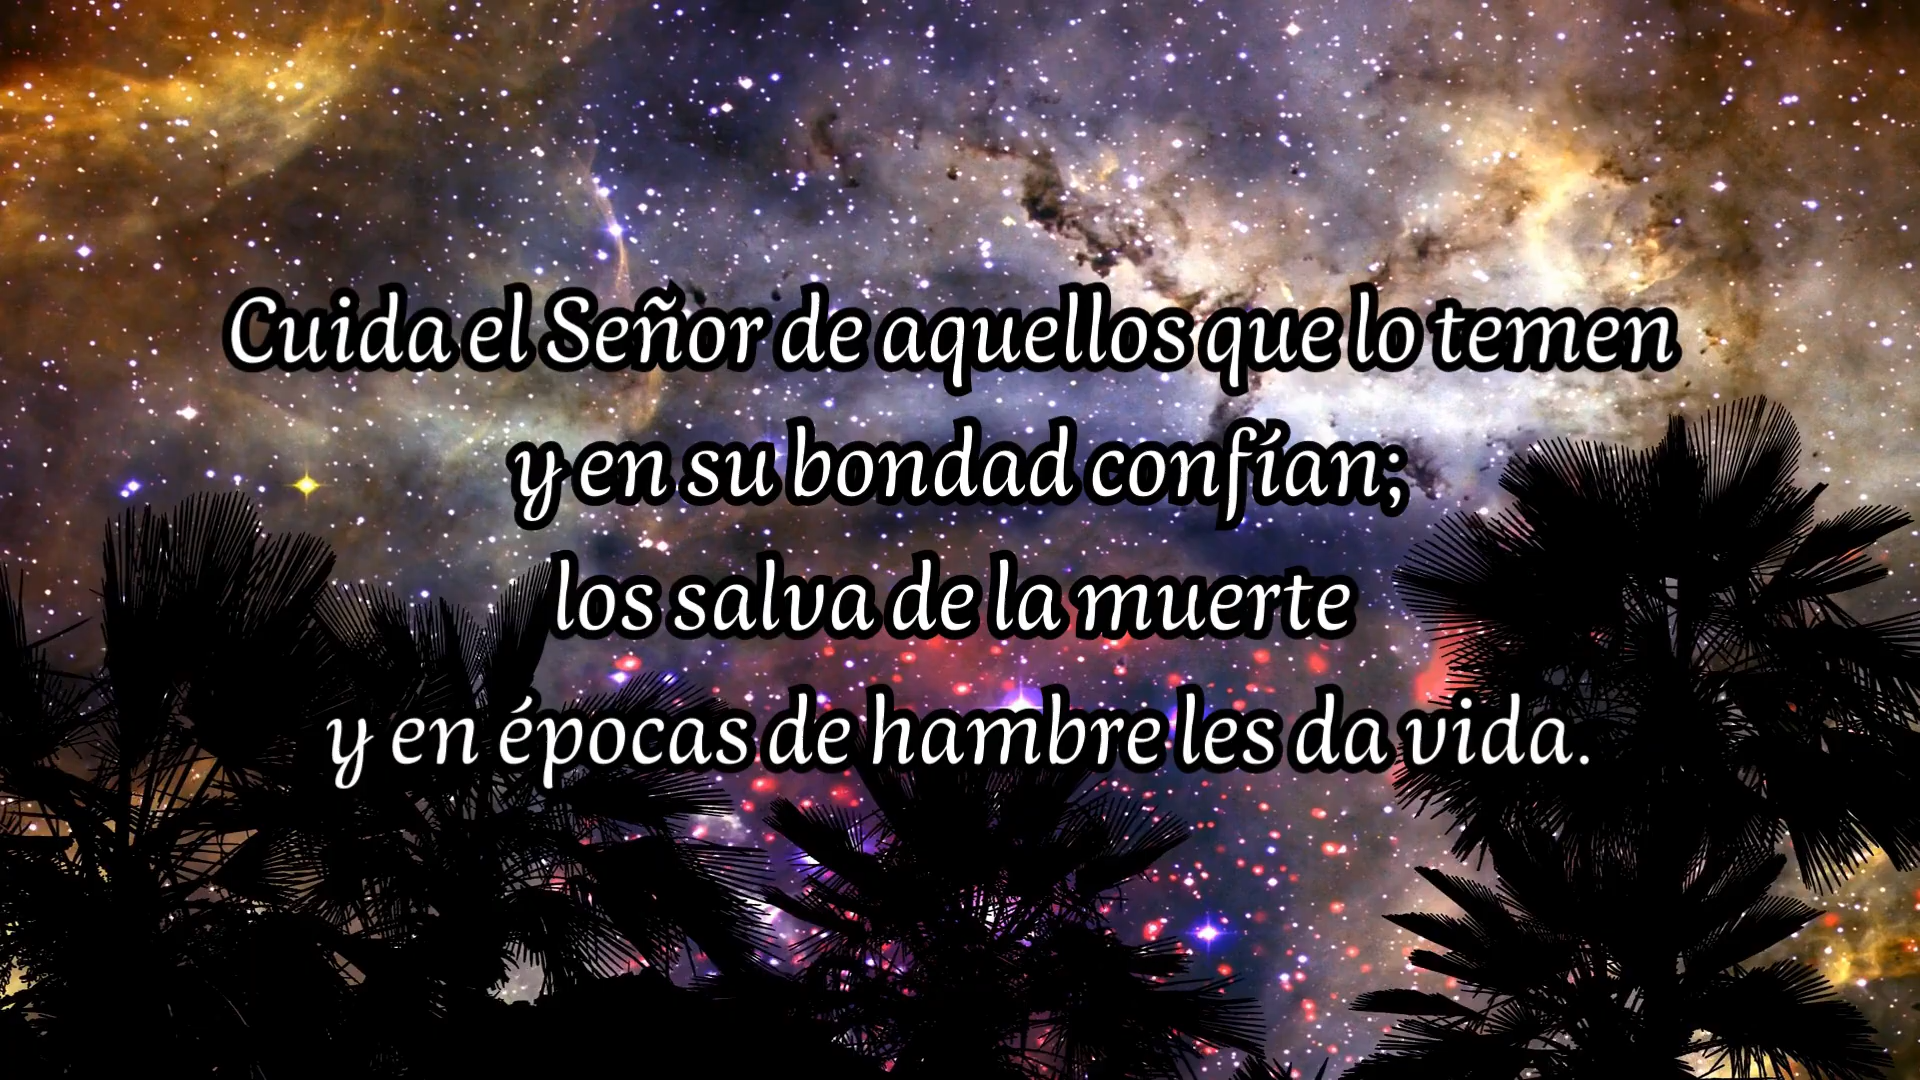 Cuida el Señor de aquellos que lo temen
y en su bondad confían;
los salva de la muerte
y en épocas de hambre les da vida.